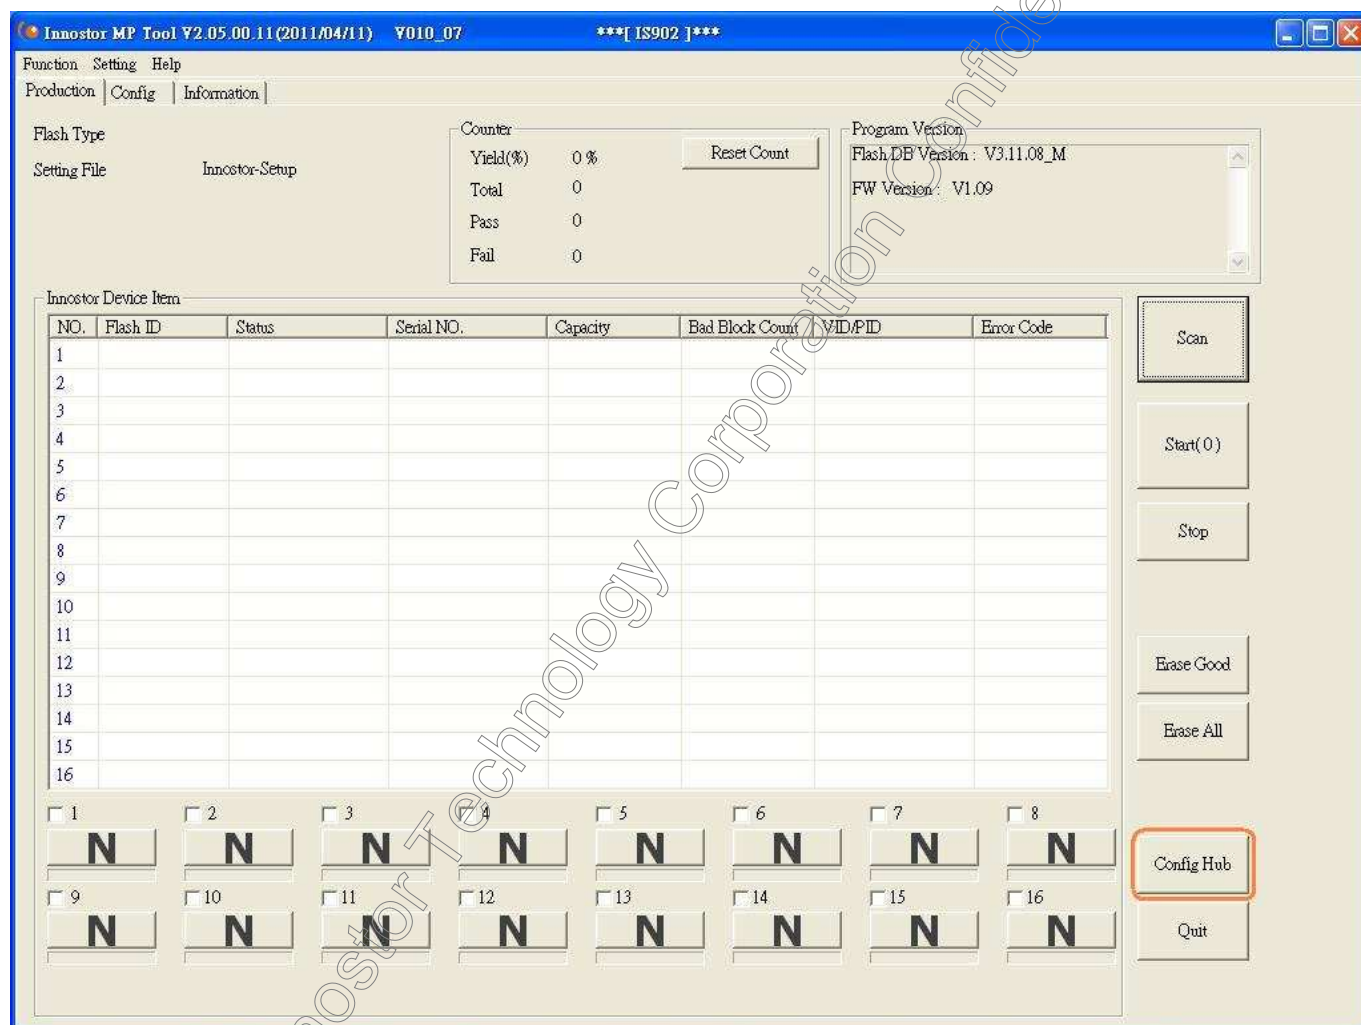 Innostor MP Tool V2.05.00.11(2011/04/11) V010_07 ***[ IS902 ]***
Function Setting Help
Production Config Information
Flash Type
Setting File Innostor-Setup
Counter
Yield(%) 0 %
Reset Count
Total 0
Pass 0
Fail 0
Program Version
Flash DB Version : V3.11.08_M
FW Version : V1.09
Innostor Device Item
NO. Flash ID Status Serial NO. Capacity Bad Block Count VID/PID Error Code
1
2
3
4
5
6
7
8
9
10
11
12
13
14
15
16
Scan
Start( 0 )
Stop
Erase Good
Erase All
Config Hub
Quit
1 2 3 4 5 6 7 8
N N N N N N N N
9 10 11 12 13 14 15 16
N N N N N N N N
Technology Corporation